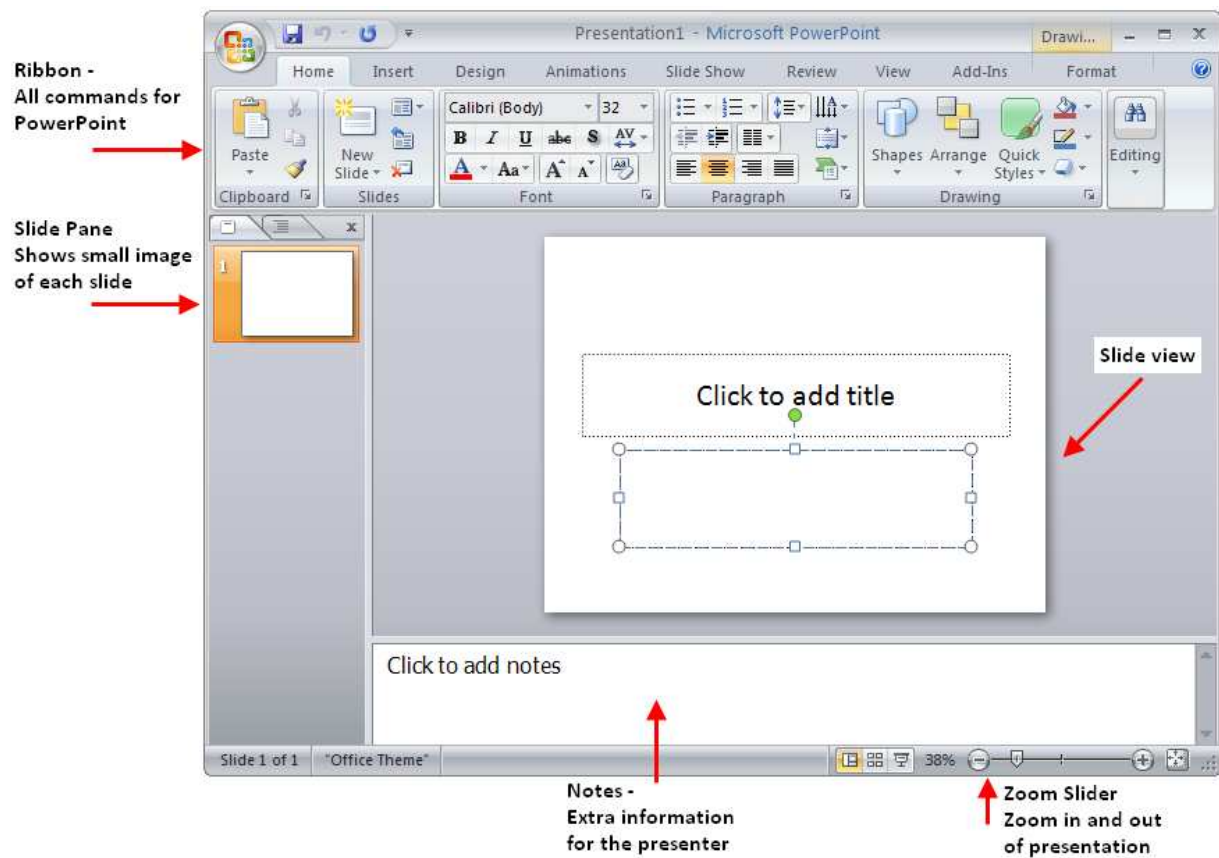 Presentation1 - Microsoft PowerPoint
Drawi...
Home Insert Design Animations Slide Show Review View Add-Ins Format
Ribbon -
All commands for
PowerPoint
Calibri (Body) 32
B I U abc S AV
A Aa A A Aa
Paste
New
Slide
Shapes Arrange Quick
Styles
Editing
Clipboard Slides Font Paragraph Drawing
Slide Pane
Shows small image
of each slide
1
Click to add title
Slide view
Click to add notes
Slide 1 of 1 "Office Theme" 38%
Notes -
Extra information
for the presenter
Zoom Slider
Zoom in and out
of presentation